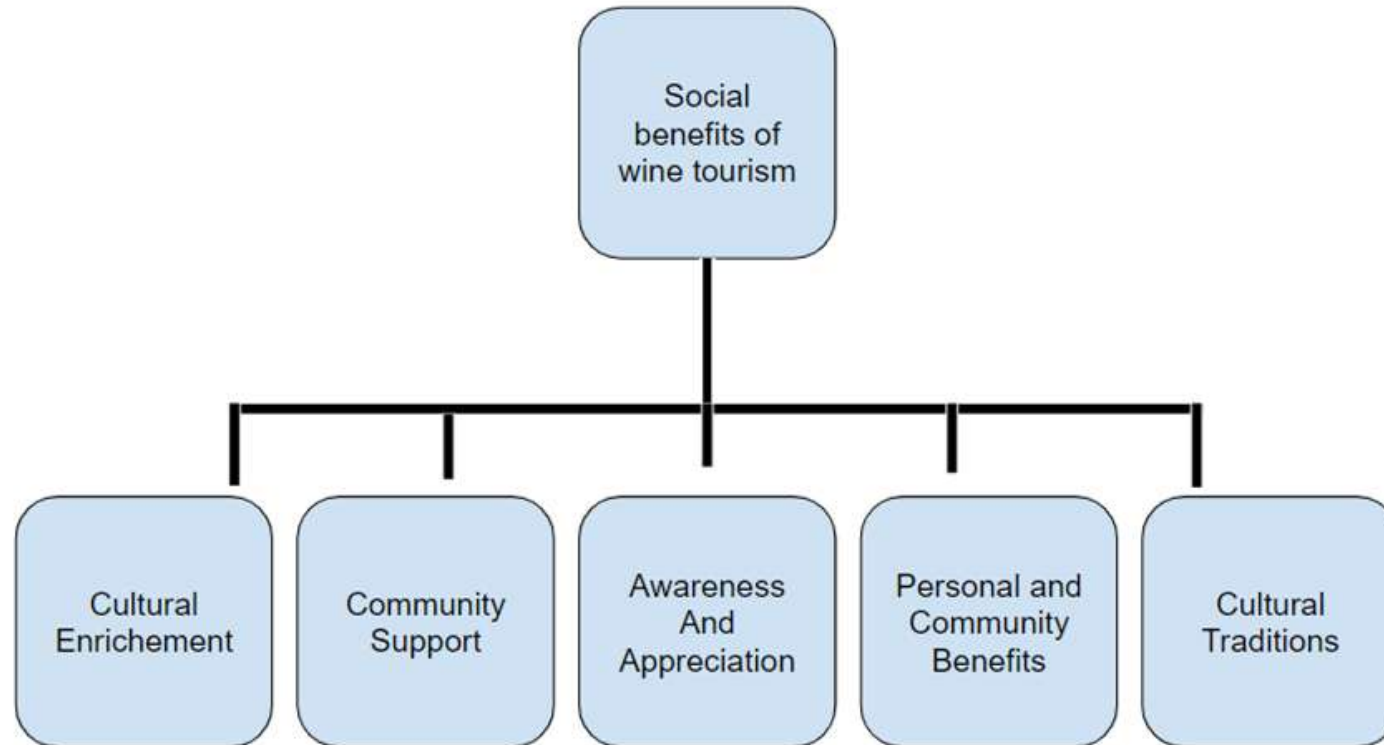 Social
benefits of
wine tourism
Cultural
Enrichement
Community
Support
Awareness
And
Appreciation
Personal and
Community
Benefits
Cultural
Traditions